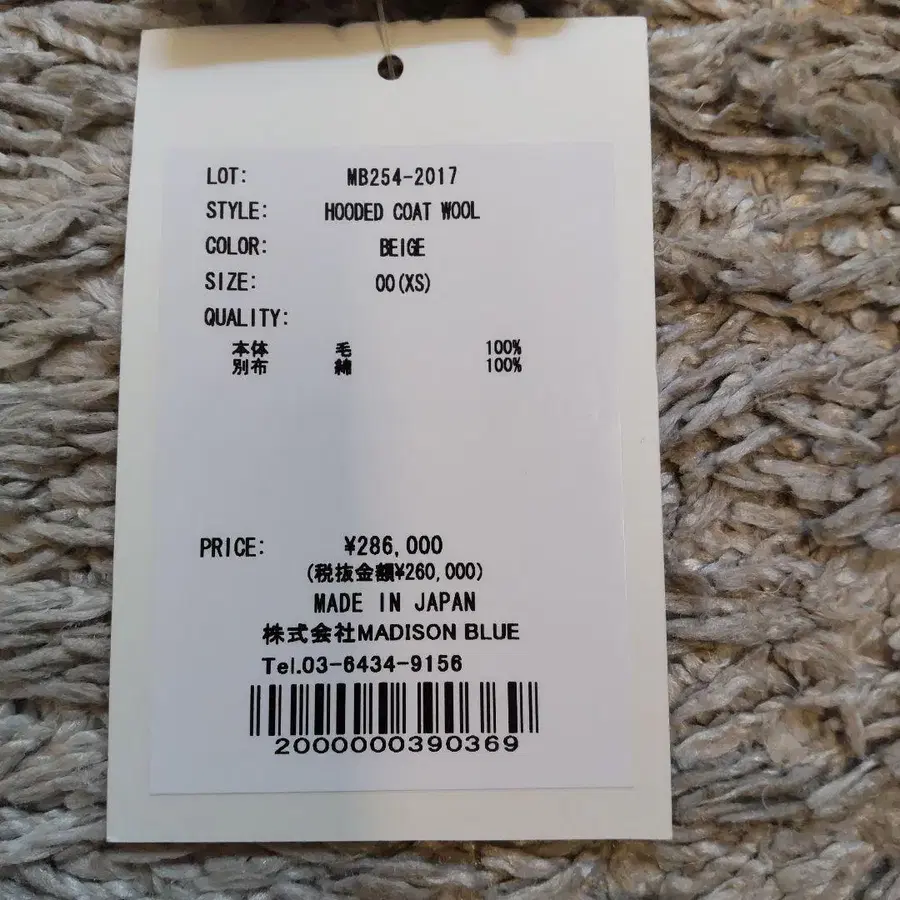 LOT: MB254-2017
STYLE: HOODED COAT WOOL
COLOR: BEIGE
SIZE: 00(XS)
QUALITY:
本体 毛 100%
別布 綿 100%
PRICE: ¥286,000
(税抜金額¥260,000)
MADE IN JAPAN
株式会社MADISON BLUE
Tel.03-6434-9156
2000000390369